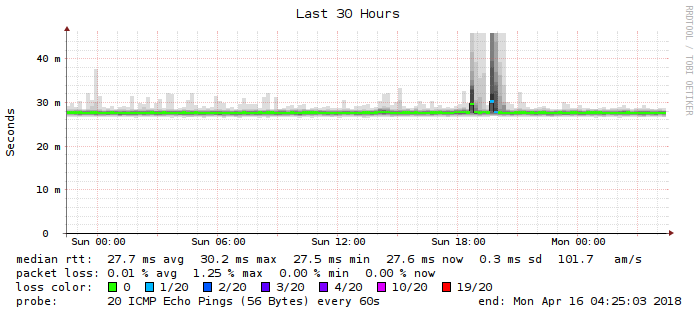 Last 30 Hours
RRDTOOL / TOBI OETIKER
Seconds
40 m
30 m
20 m
10 m
0
Sun 00:00 Sun 06:00 Sun 12:00 Sun 18:00 Mon 00:00
median rtt: 27.7 ms avg 30.2 ms max 27.5 ms min 27.6 ms now 0.3 ms sd 101.7 am/s
packet loss: 0.01 % avg 1.25 % max 0.00 % min 0.00 % now
loss color: 0 1/20 2/20 3/20 4/20 10/20 19/20
probe: 20 ICMP Echo Pings (56 Bytes) every 60s end: Mon Apr 16 04:25:03 2018